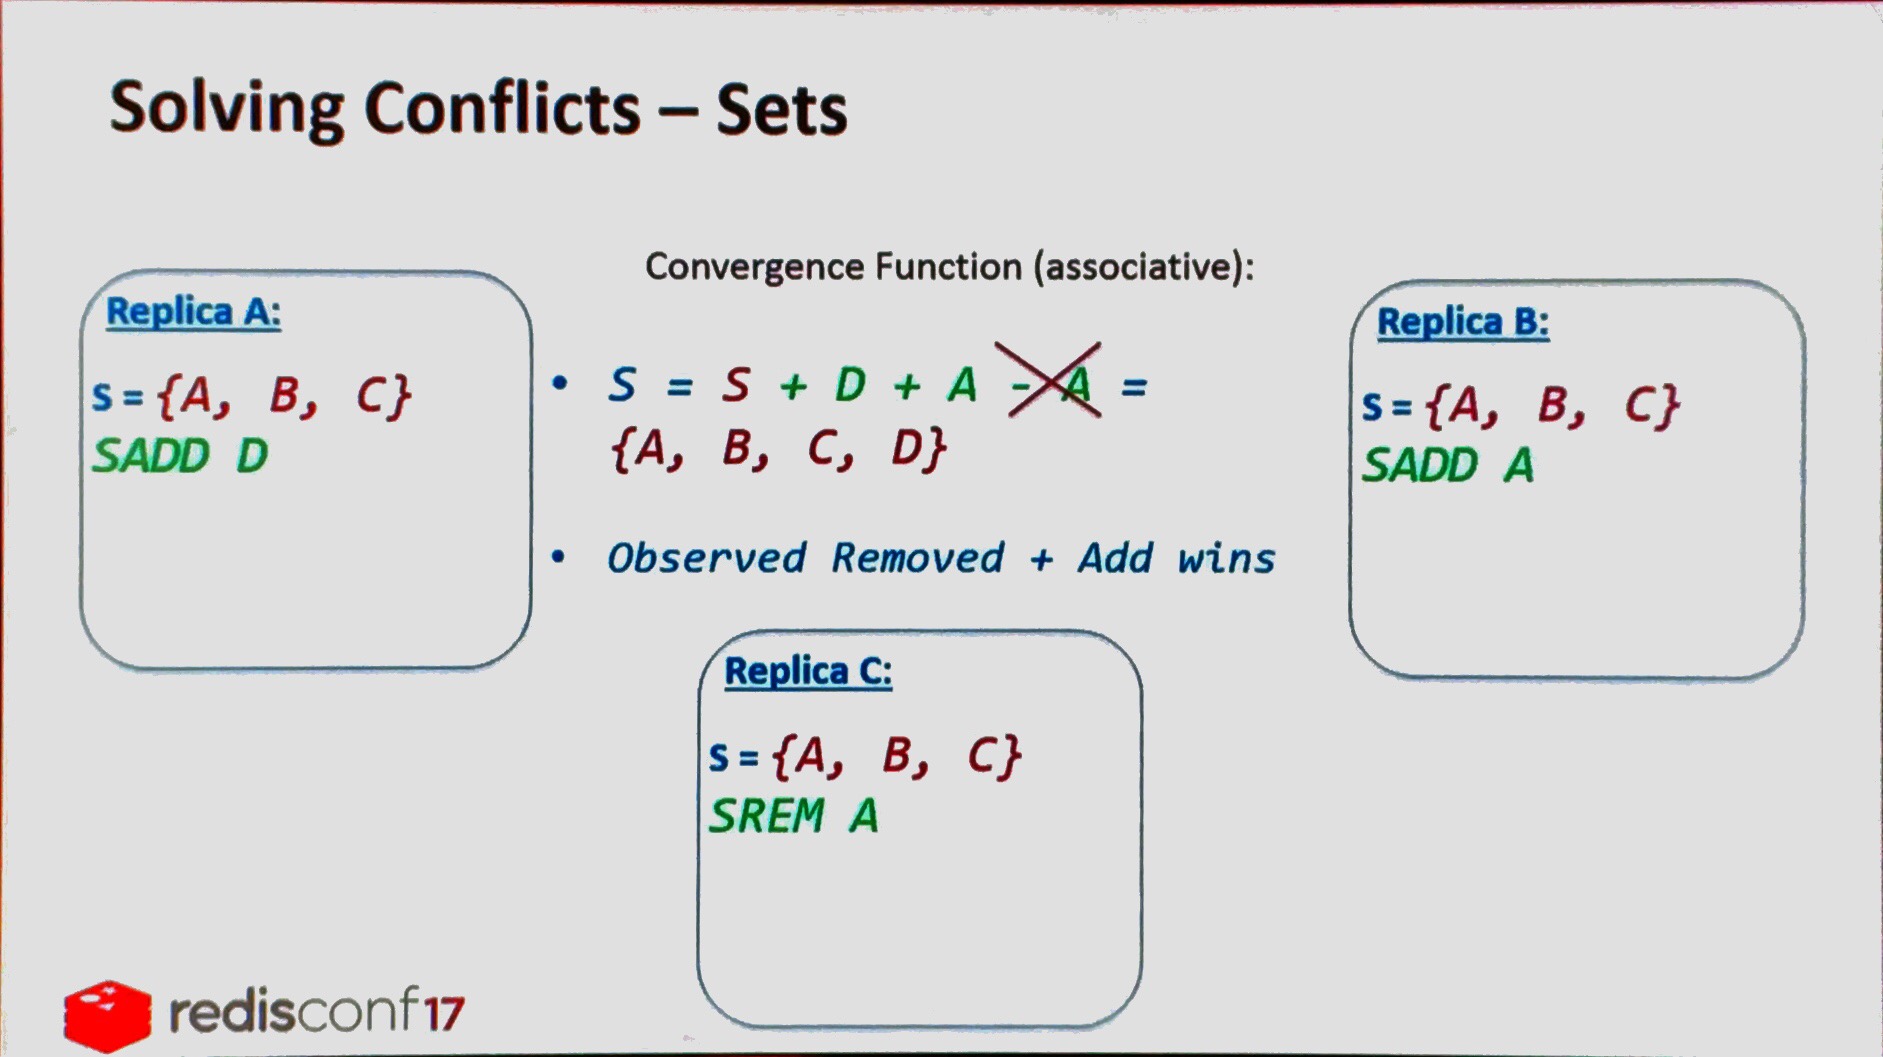 Solving Conflicts – Sets
Convergence Function (associative):
Replica A:
S = {A, B, C}
SADD D
• S = S + D + A - A =
{A, B, C, D}
• Observed Removed + Add wins
Replica B:
S = {A, B, C}
SADD A
Replica C:
S = {A, B, C}
SREM A
redisconf17